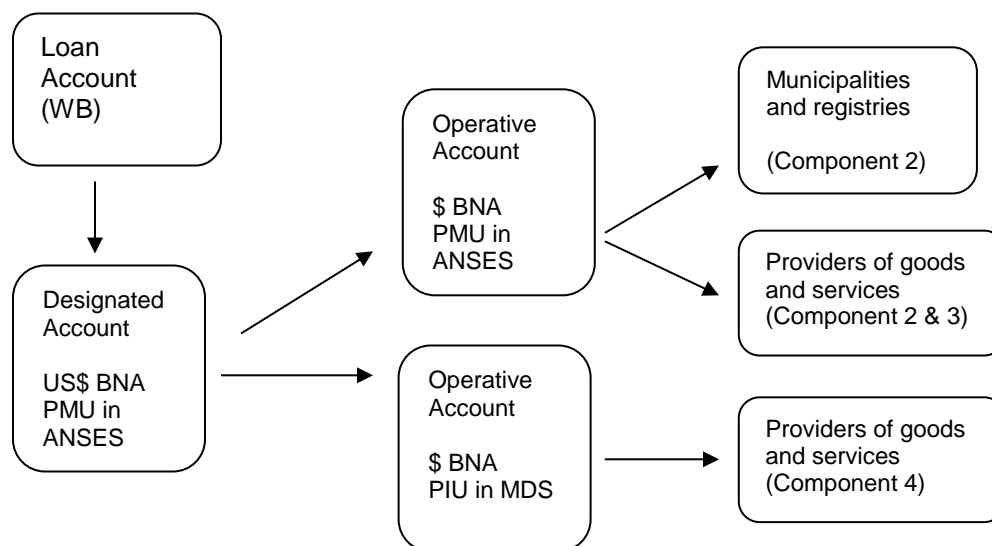 Loan
Account
(WB)
Designated
Account
US$ BNA
PMU in
ANSES
Operative
Account
$ BNA
PMU in
ANSES
Operative
Account
$ BNA
PIU in MDS
Municipalities
and registries
(Component 2)
Providers of goods
and services
(Component 2 & 3)
Providers of goods
and services
(Component 4)